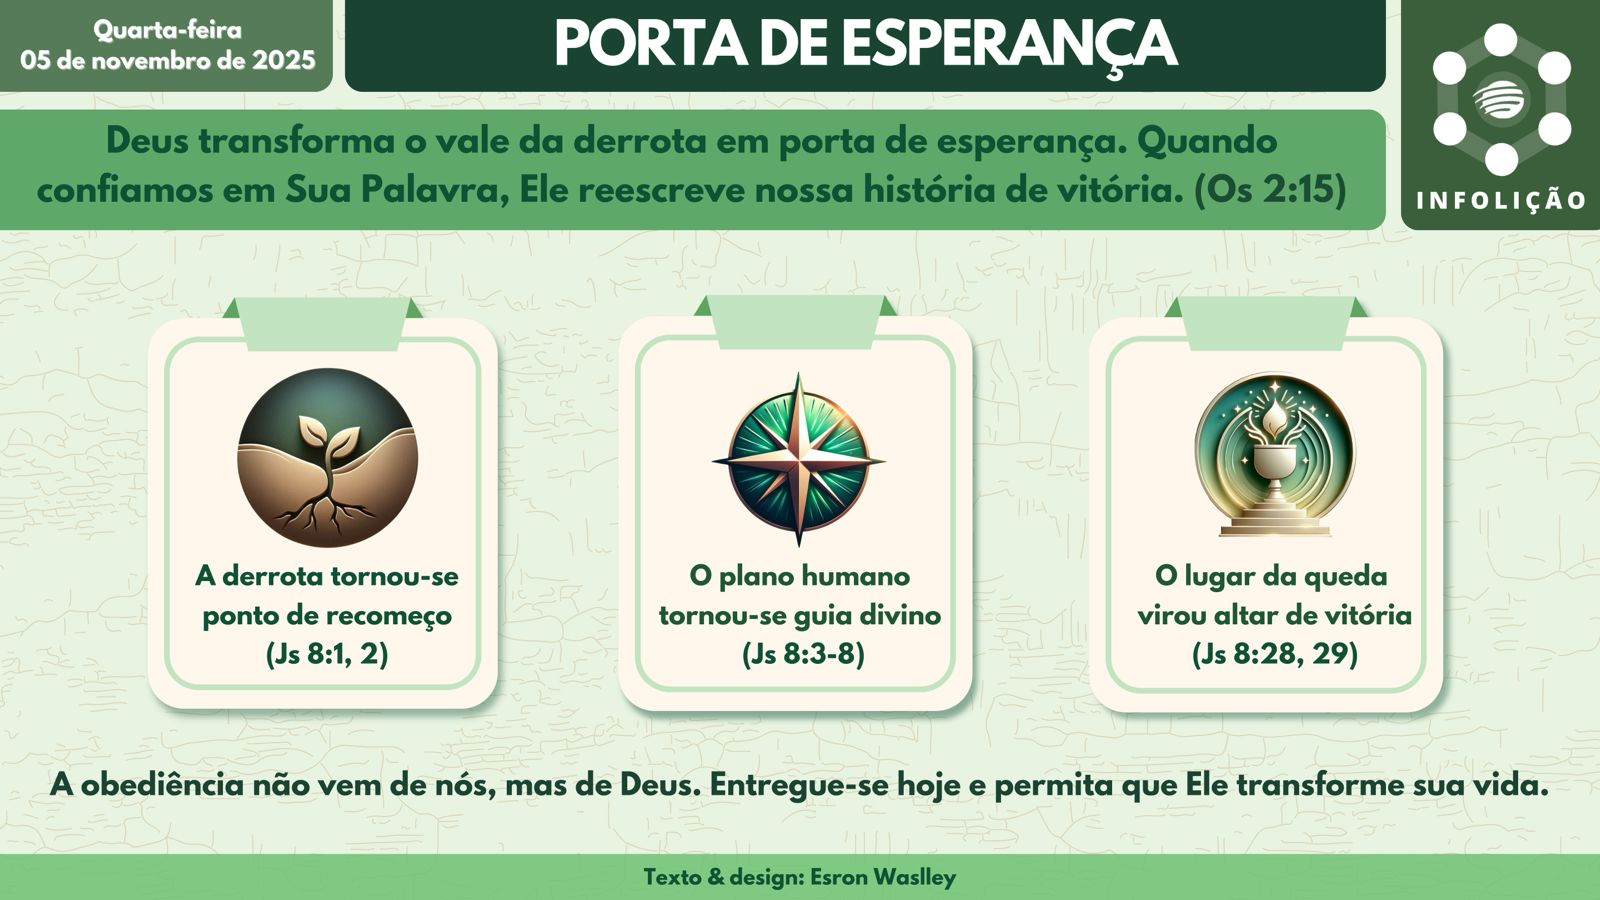 Quarta-feira
05 de novembro de 2025
PORTA DE ESPERANÇA
Deus transforma o vale da derrota em porta de esperança. Quando
confiamos em Sua Palavra, Ele reescreve nossa história de vitória. (Os 2:15)
INFOLIÇÃO
A derrota tornou-se
ponto de recomeço
(Js 8:1, 2)
O plano humano
tornou-se guia divino
(Js 8:3-8)
O lugar da queda
virou altar de vitória
(Js 8:28, 29)
A obediência não vem de nós, mas de Deus. Entregue-se hoje e permita que Ele transforme sua vida.
Texto & design: Esron Waslley